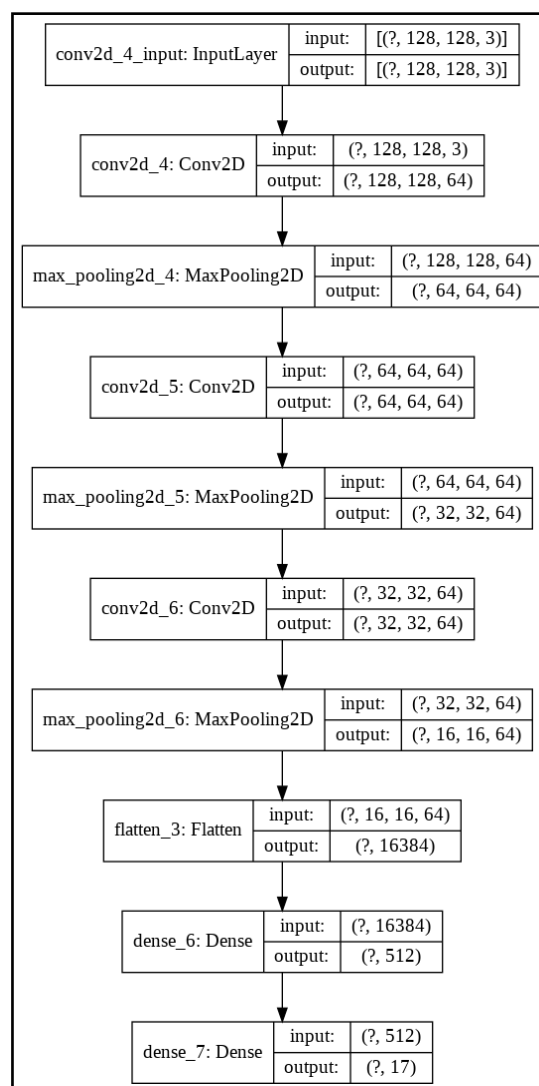 conv2d_4_input: InputLayer
input:
[(?, 128, 128, 3)]
output:
[(?, 128, 128, 3)]
conv2d_4: Conv2D
input:
(?, 128, 128, 3)
output:
(?, 128, 128, 64)
max_pooling2d_4: MaxPooling2D
input:
(?, 128, 128, 64)
output:
(?, 64, 64, 64)
conv2d_5: Conv2D
input:
(?, 64, 64, 64)
output:
(?, 64, 64, 64)
max_pooling2d_5: MaxPooling2D
input:
(?, 64, 64, 64)
output:
(?, 32, 32, 64)
conv2d_6: Conv2D
input:
(?, 32, 32, 64)
output:
(?, 32, 32, 64)
max_pooling2d_6: MaxPooling2D
input:
(?, 32, 32, 64)
output:
(?, 16, 16, 64)
flatten_3: Flatten
input:
(?, 16, 16, 64)
output:
(?, 16384)
dense_6: Dense
input:
(?, 16384)
output:
(?, 512)
dense_7: Dense
input:
(?, 512)
output:
(?, 17)